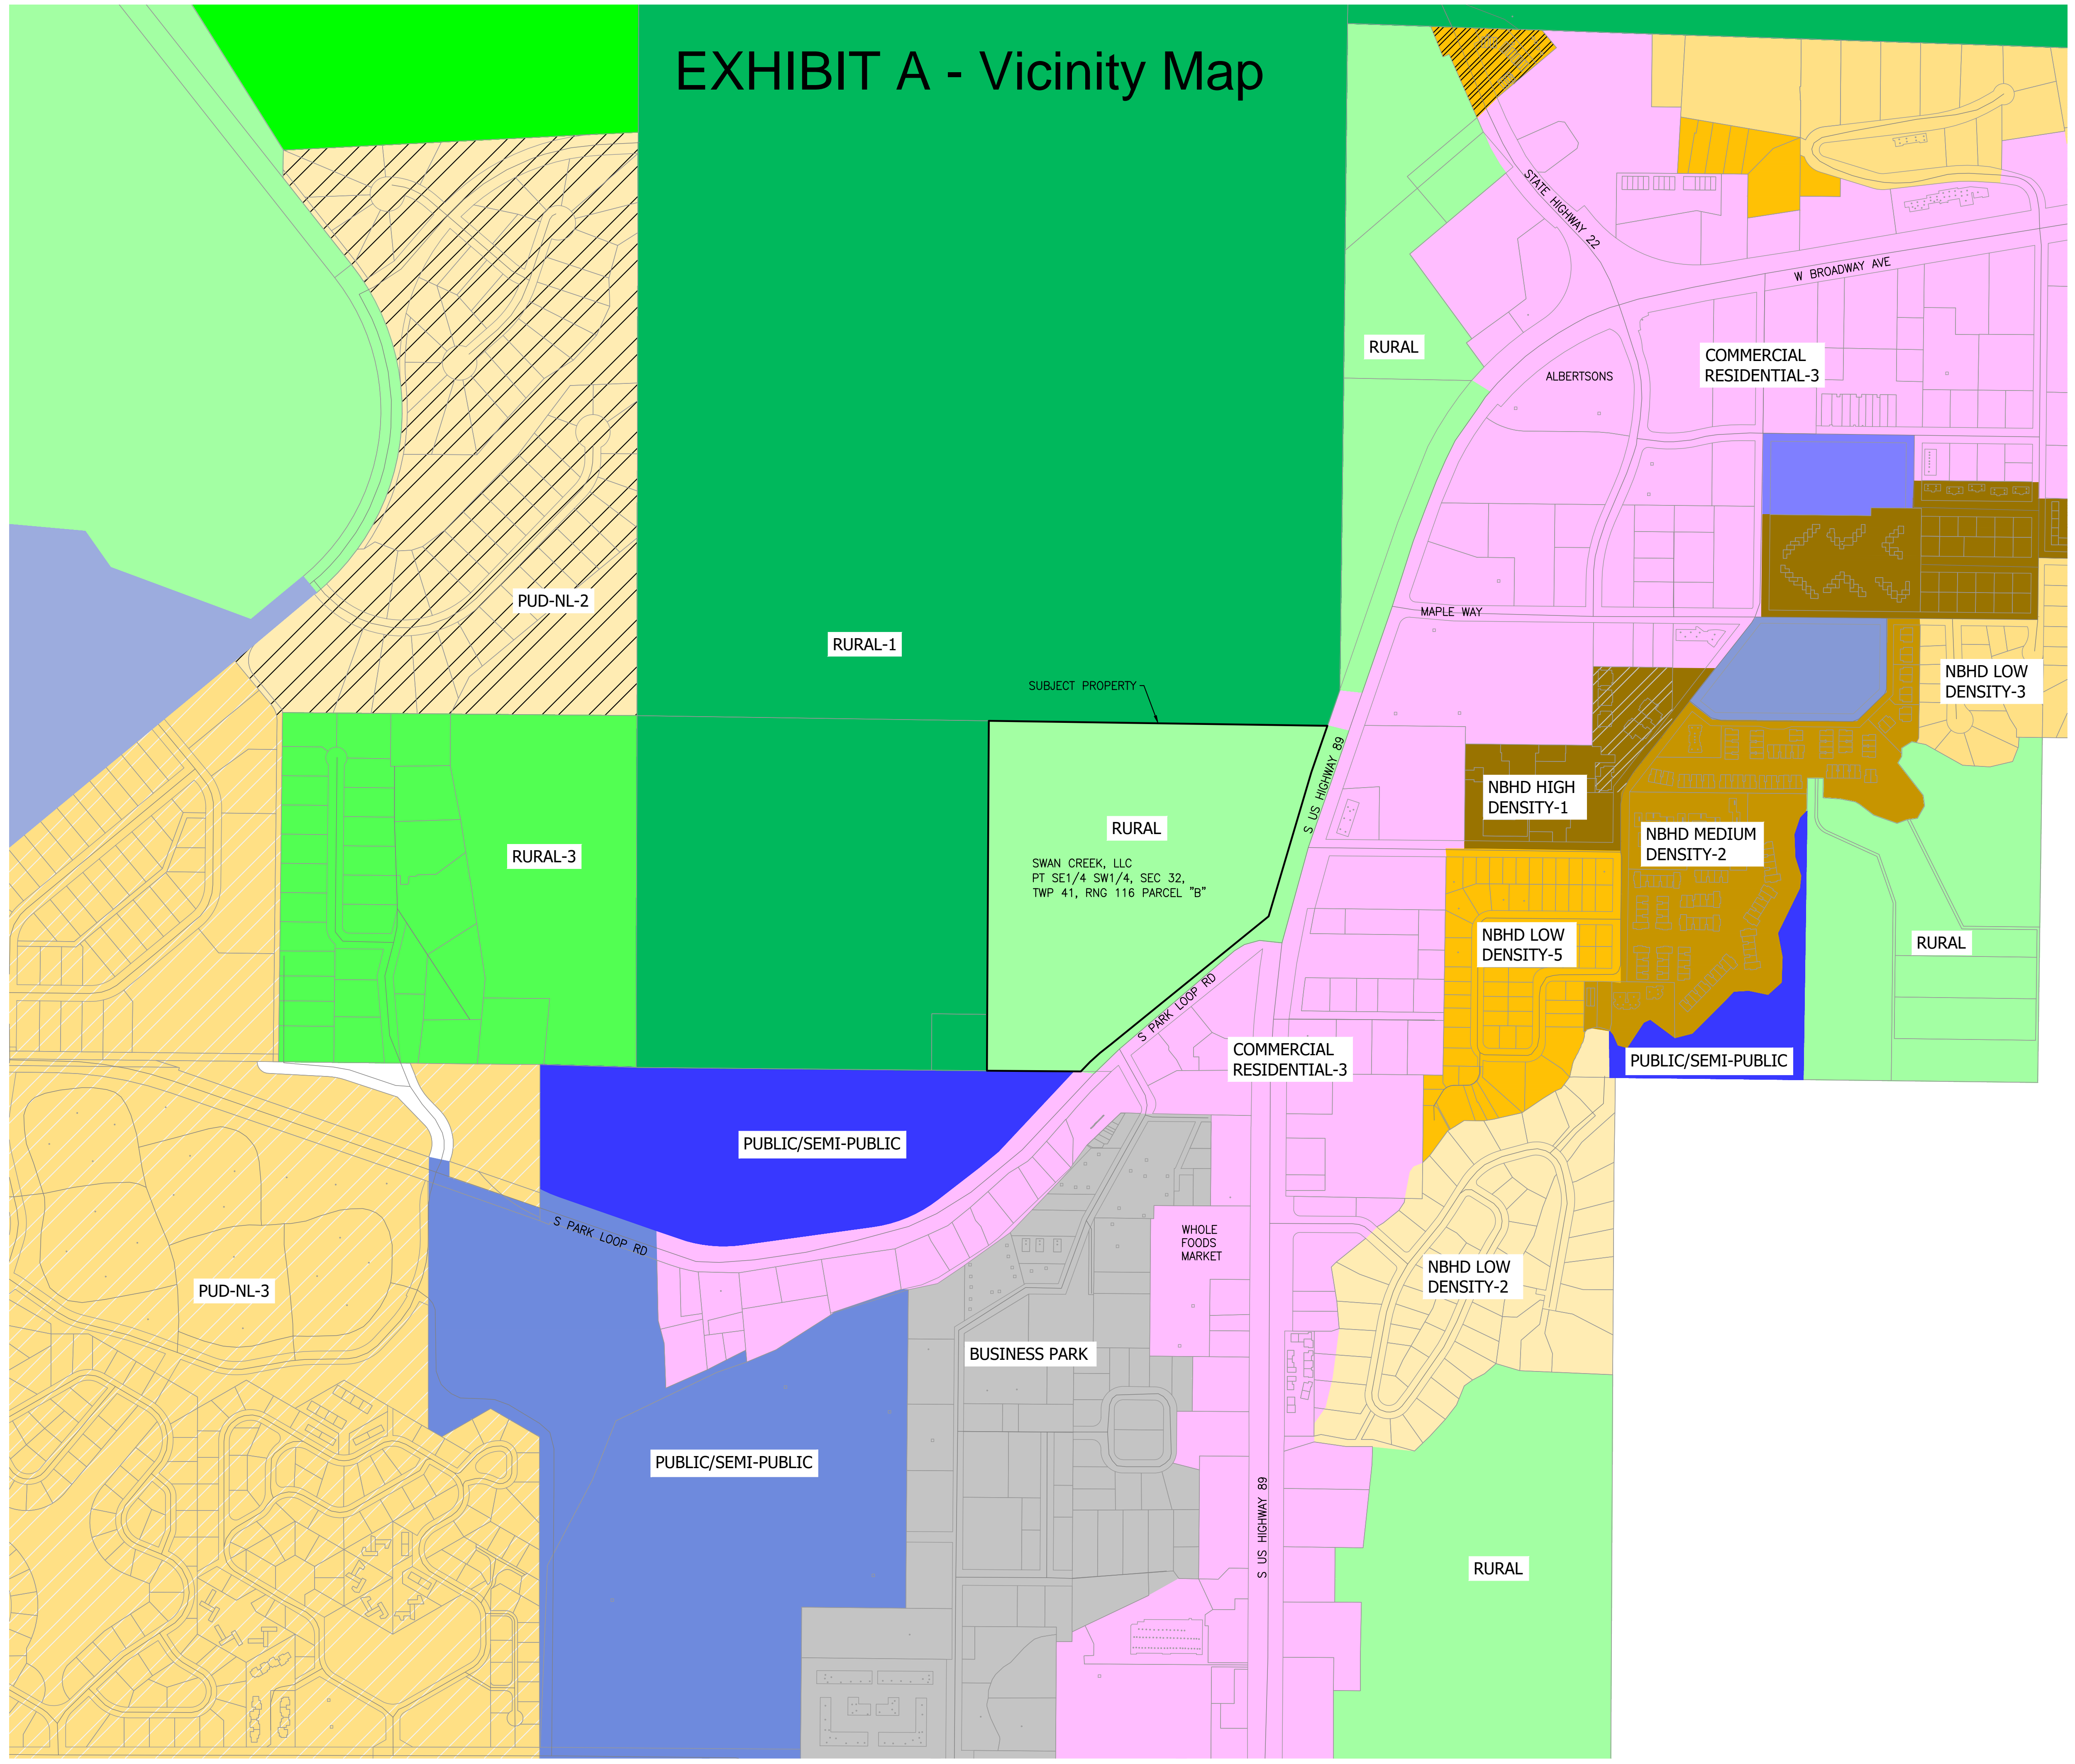 EXHIBIT A - Vicinity Map
STATE HIGHWAY 22
W BROADWAY AVE
RURAL
COMMERCIAL
RESIDENTIAL-3
ALBERTSONS
PUD-NL-2
MAPLE WAY
RURAL-1
SUBJECT PROPERTY
NBHD LOW
DENSITY-3
S US HIGHWAY 89
NBHD HIGH
DENSITY-1
RURAL
NBHD MEDIUM
DENSITY-2
RURAL-3
SWAN CREEK, LLC
PT SE1/4 SW1/4, SEC 32,
TWP 41, RNG 116 PARCEL "B"
NBHD LOW
DENSITY-5
RURAL
S PARK LOOP RD
COMMERCIAL
RESIDENTIAL-3
PUBLIC/SEMI-PUBLIC
PUBLIC/SEMI-PUBLIC
S PARK LOOP RD
WHOLE
FOODS
MARKET
NBHD LOW
DENSITY-2
PUD-NL-3
BUSINESS PARK
PUBLIC/SEMI-PUBLIC
S US HIGHWAY 89
RURAL